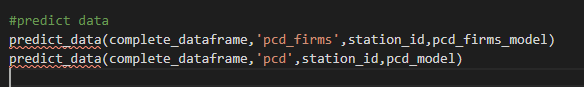 #predict data
predict_data(complete_dataframe,'pcd_firms',station_id,pcd_firms_model)
predict_data(complete_dataframe,'pcd',station_id,pcd_model)